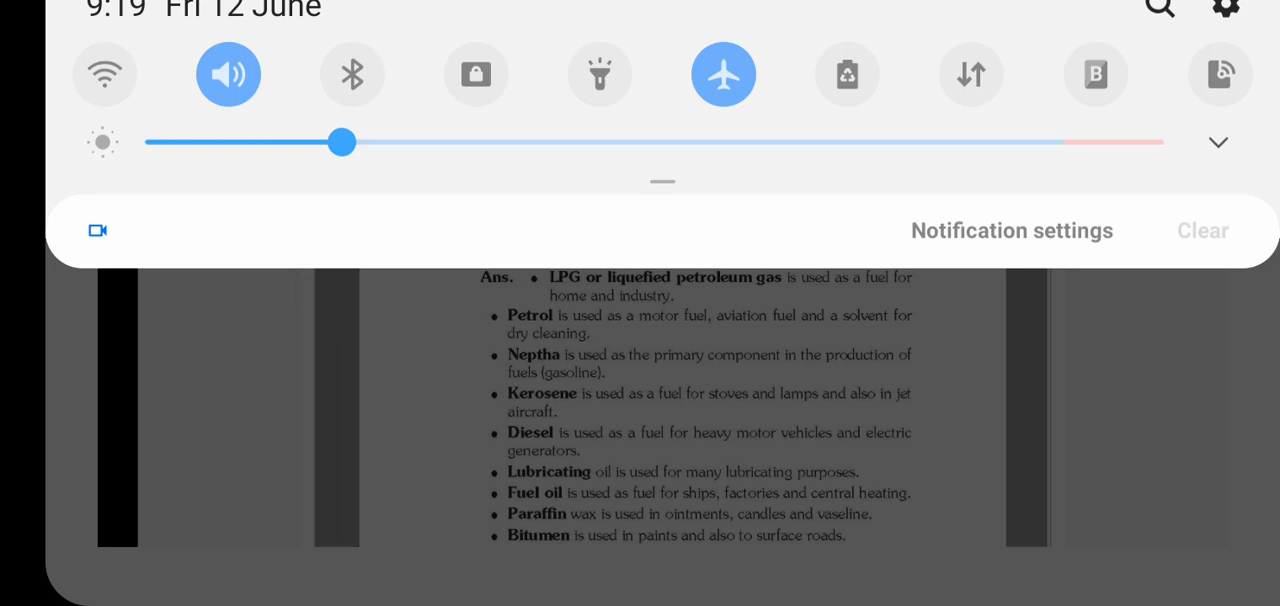 9:19 Fri 12 June
B
Notification settings Clear
Ans. • LPG or liquefied petroleum gas is used as a fuel for
home and industry.
• Petrol is used as a motor fuel, aviation fuel and a solvent for
dry cleaning.
• Neptha is used as the primary component in the production of
fuels (gasoline).
• Kerosene is used as a fuel for stoves and lamps and also in jet
aircraft.
• Diesel is used as a fuel for heavy motor vehicles and electric
generators.
• Lubricating oil is used for many lubricating purposes.
• Fuel oil is used as fuel for ships, factories and central heating.
• Paraffin wax is used in ointments, candles and vaseline.
• Bitumen is used in paints and also to surface roads.